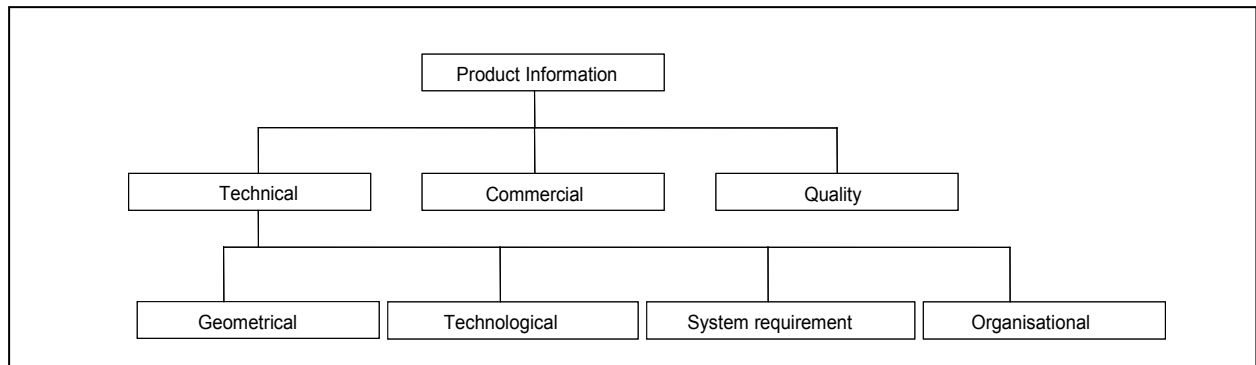 Product Information
Technical
Commercial
Quality
Geometrical
Technological
System requirement
Organisational